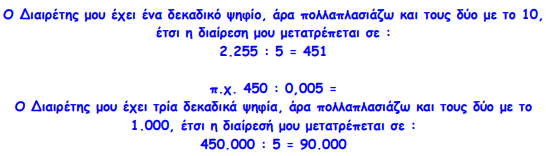 Ο Διαιρέτης μου έχει ένα δεκαδικό ψηφίο, άρα πολλαπλασιάζω και τους δύο με το 10,
έτσι η διαίρεση μου μετατρέπεται σε :
2.255 : 5 = 451
π.χ. 450 : 0,005 =
Ο Διαιρέτης μου έχει τρία δεκαδικά ψηφία, άρα πολλαπλασιάζω και τους δύο με το
1.000, έτσι η διαίρεσή μου μετατρέπεται σε :
450.000 : 5 = 90.000